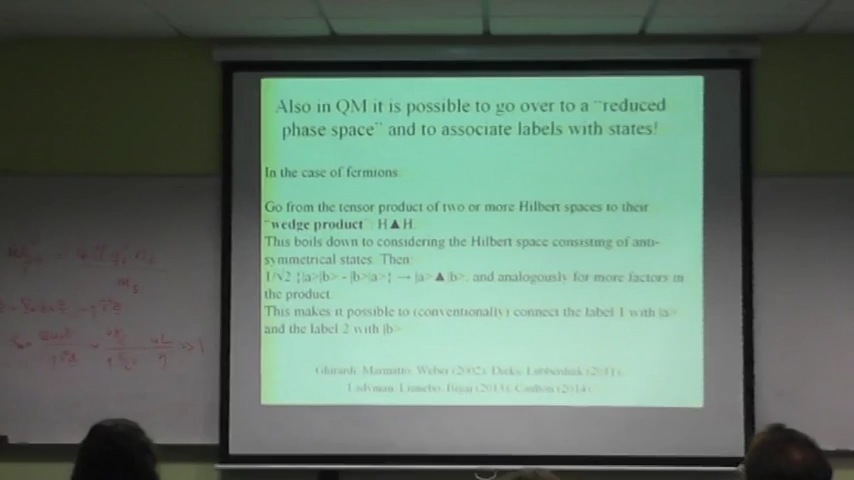 Also in QM it is possible to go over to a "reduced
phase space" and to associate labels with states!
In the case of fermions:
Go from the tensor product of two or more Hilbert spaces to their
"wedge product": H▲H.
This boils down to considering the Hilbert space consisting of anti-
symmetrical states. Then
1/√2 {|a>|b> - |b>|a>} → |a> ▲ |b>, and analogously for more factors in
the product.
This makes it possible to (conventionally) connect the label 1 with |a>
and the label 2 with |b>
Ghirardi, Marinatto, Weber (2002); Dieks, Lubberdink (2011);
Ladyman, Linnebo, (2013); Caulton (2014)